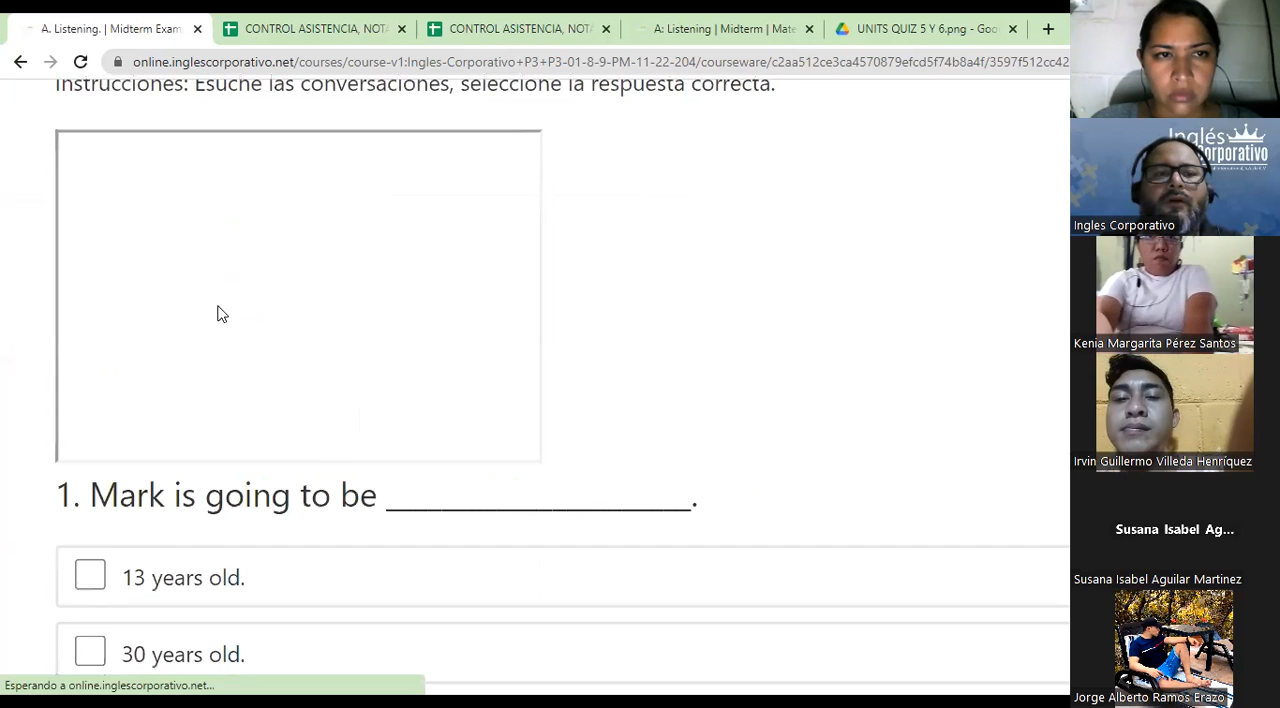 A. Listening. | Midterm Exam
CONTROL ASISTENCIA, NOTA
CONTROL ASISTENCIA, NOTA
A: Listening | Midterm | Mate
UNITS QUIZ 5 Y 6.png - Goo
online.inglescorporativo.net/courses/course-v1:Ingles-Corporativo+P3+P3-01-8-9-PM-11-22-204/courseware/c2aa512ce3ca4570879efcd5f74b8a4f/3597f512cc42
Instrucciones: Esuche las conversaciones, seleccione la respuesta correcta.
1. Mark is going to be ___________________.
13 years old.
30 years old.
Esperando a online.inglescorporativo.net...
Inglés
Corporativo
Ingles Corporativo
Kenia Margarita Pérez Santos
Irvin Guillermo Villeda Henríquez
Susana Isabel Ag...
Susana Isabel Aguilar Martinez
Jorge Alberto Ramos Erazo